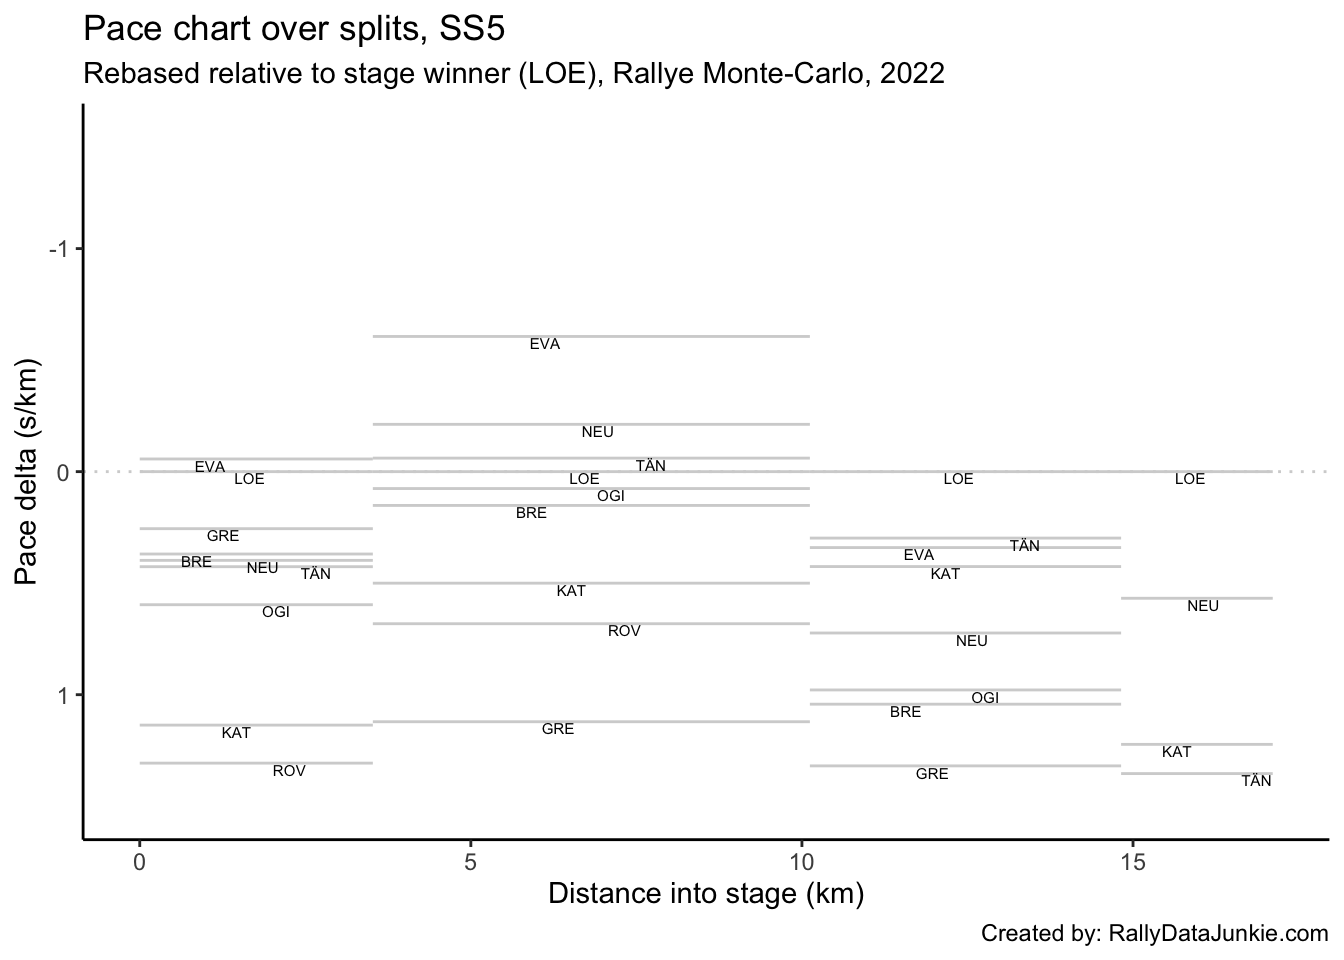 Pace chart over splits, SS5
Rebased relative to stage winner (LOE), Rallye Monte-Carlo, 2022
Pace delta (s/km)
-1
0
1
EVA
LOE
GRE
BRE
NEU
TÄN
OGI
KAT
ROV
EVA
NEU
TÄN
LOE
OGI
BRE
KAT
ROV
GRE
LOE
TÄN
EVA
KAT
NEU
OGI
BRE
GRE
LOE
NEU
KAT
TÄN
0
5
10
15
Distance into stage (km)
Created by: RallyDataJunkie.com